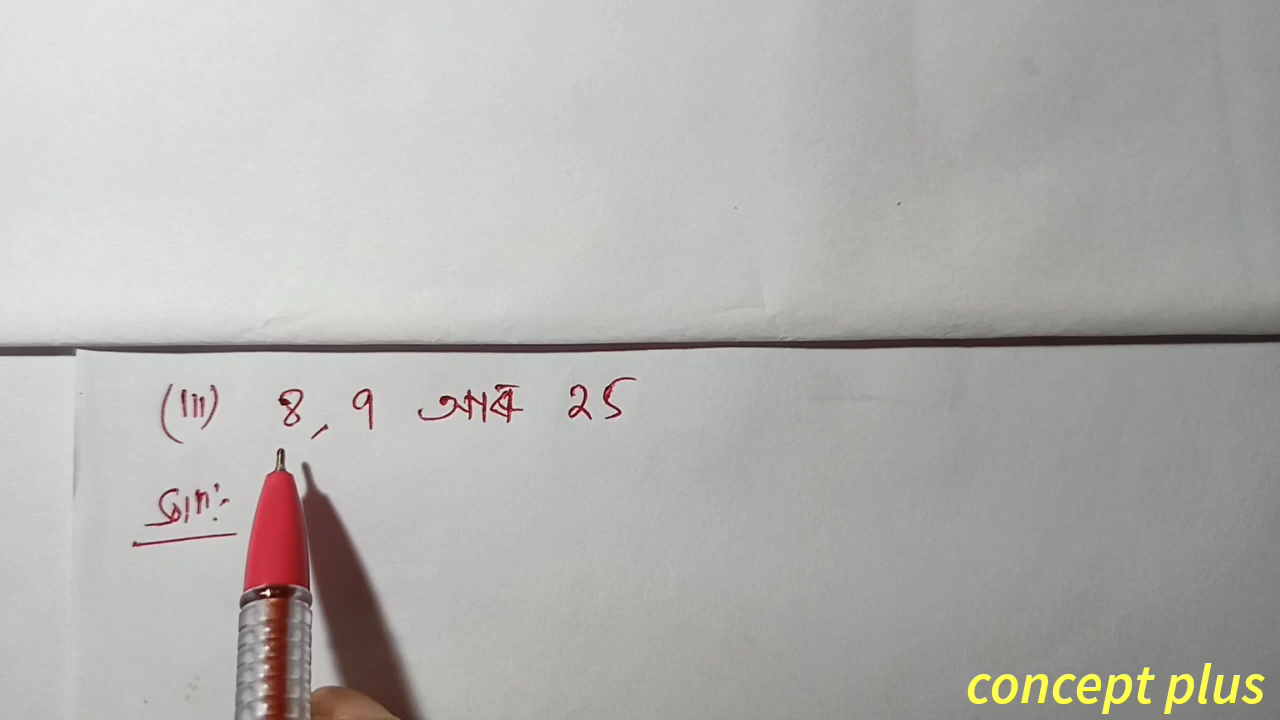 (iii) 8, 9 আৰু 25
Soln:-
concept plus